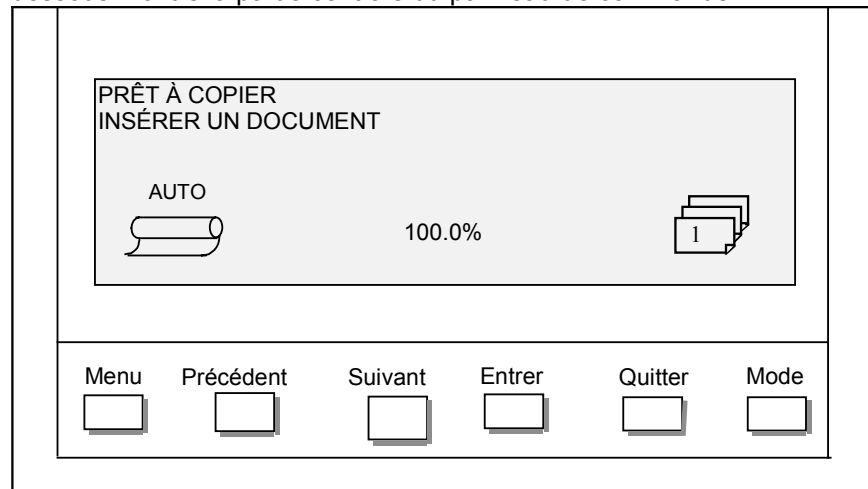 PRÊT À COPIER
INSÉRER UN DOCUMENT
AUTO
100.0%
1
Menu Précédent Suivant Entrer Quitter Mode